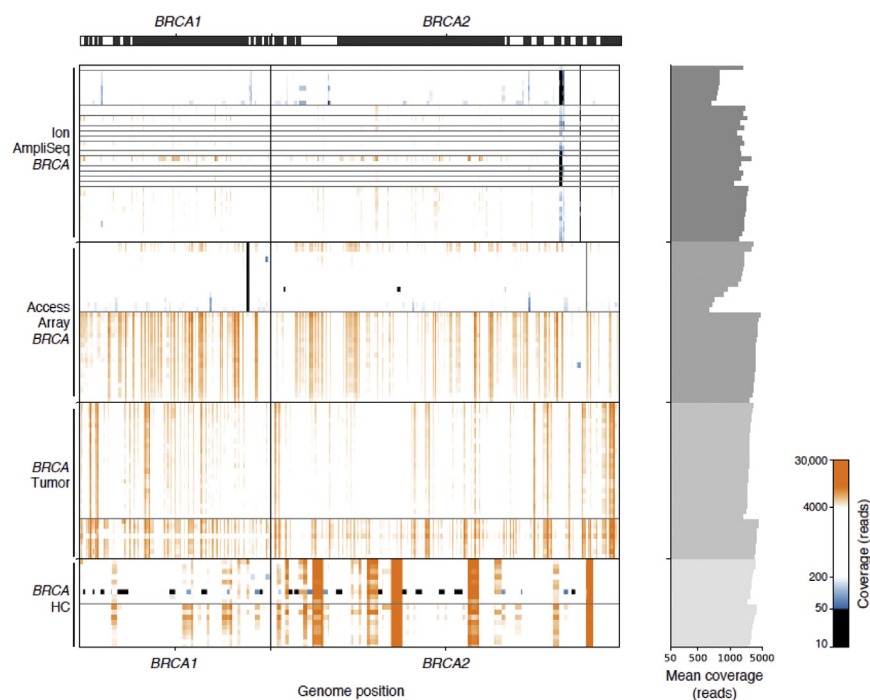 BRCA1 BRCA2
Ion
AmpliSeq
BRCA
Access
Array
BRCA
BRCA
Tumor
BRCA
HC
BRCA1 BRCA2
Genome position
50 500 1000 5000
Mean coverage
(reads)
30,000
4000
200
50
10
Coverage (reads)